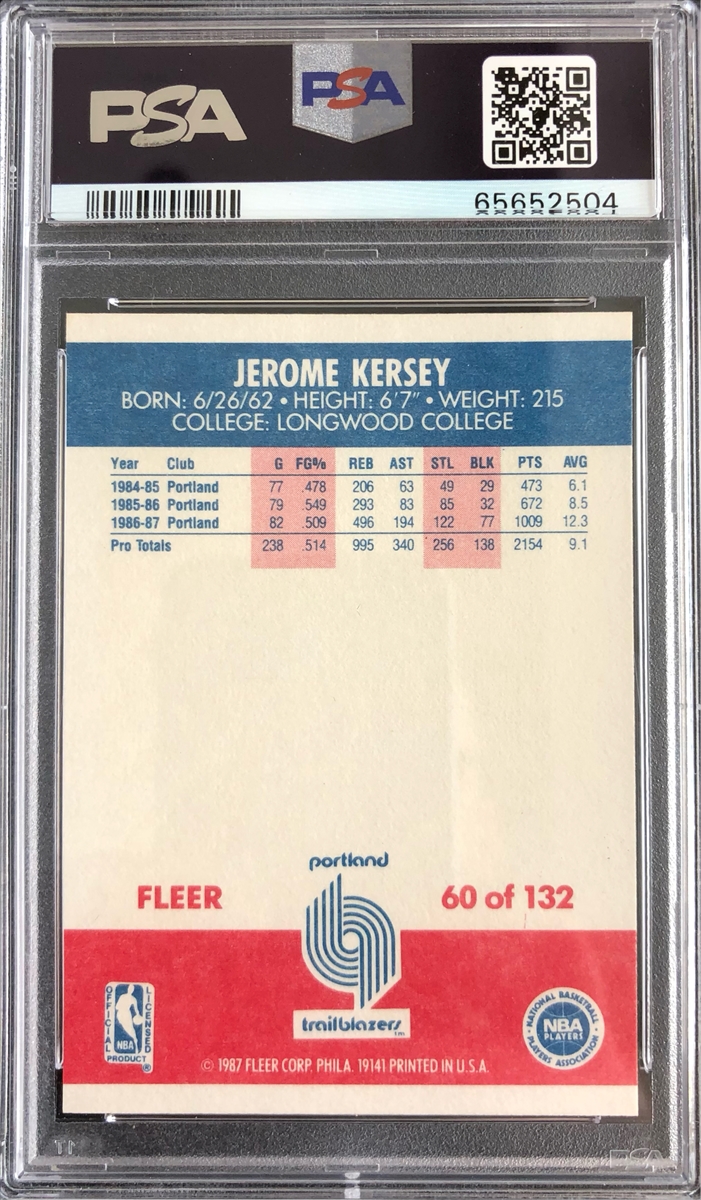 PSA PSA
65652504
JEROME KERSEY
BORN: 6/26/62 • HEIGHT: 6'7" • WEIGHT: 215
COLLEGE: LONGWOOD COLLEGE
Year Club G FG% REB AST STL BLK PTS AVG
1984-85 Portland 77 .478 206 63 49 29 473 6.1
1985-86 Portland 79 .549 293 83 85 32 672 8.5
1986-87 Portland 82 .509 496 194 122 77 1009 12.3
Pro Totals 238 .514 995 340 256 138 2154 9.1
portland
FLEER 60 of 132
trailblazers™
OFFICIAL LICENSED
NBA
PRODUCT ®
NATIONAL BASKETBALL
NBA
PLAYERS
PLAYERS ASSOCIATION
© 1987 FLEER CORP. PHILA. 19141 PRINTED IN U.S.A.
PSA